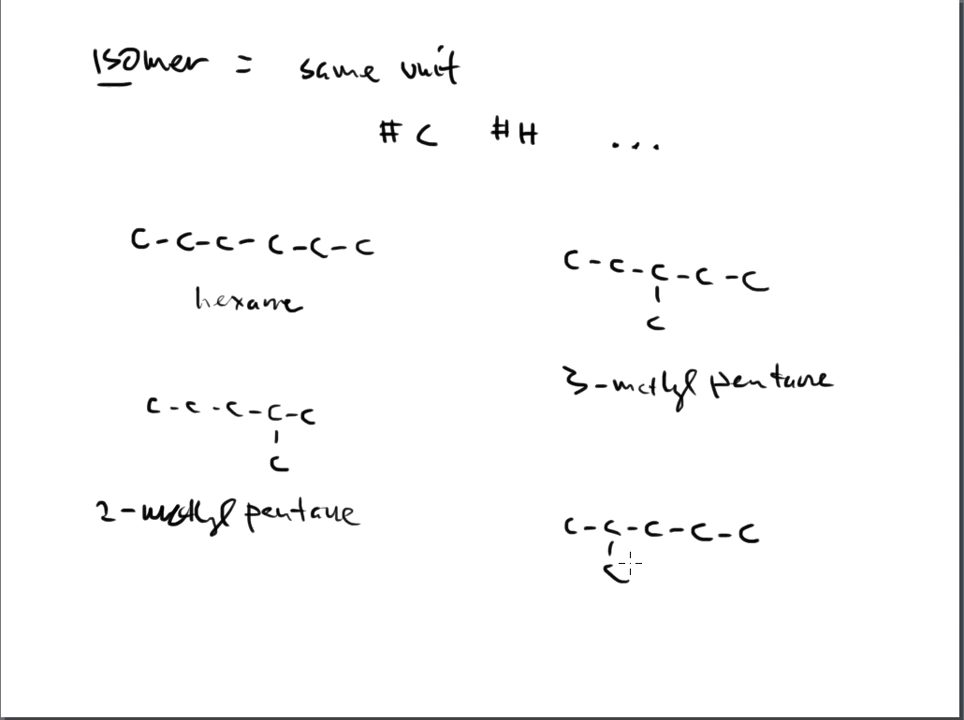 Isomer = same unit
# C # H ...
C-C-C-C-C-C
hexane
C-C-C-C-C
C
3-methyl pentane
C-C-C-C-C
C
2-methyl pentane
C-C-C-C-C
C